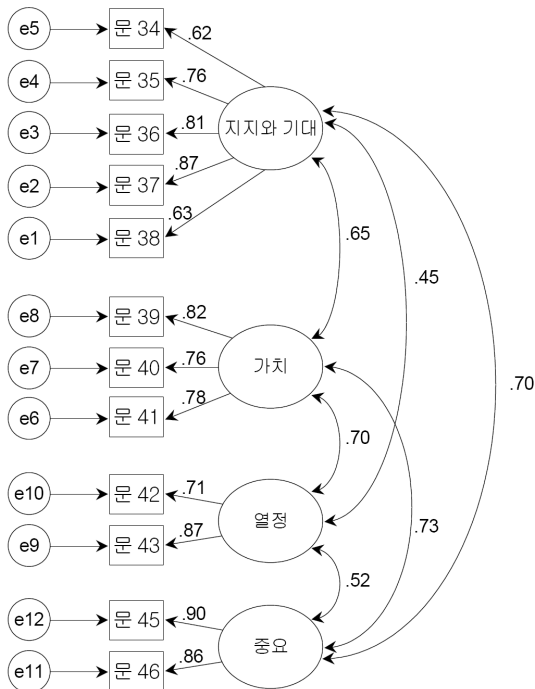 e5 문 34 .62
e4 문 35 .76
e3 문 36 .81 지지와 기대
e2 문 37 .87
e1 문 38 .63
.65
.45
e8 문 39 .82
e7 문 40 .76 가치
e6 문 41 .78
.70
.70
e10 문 42 .71
열정
e9 문 43 .87
.73
.52
e12 문 45 .90
중요
e11 문 46 .86